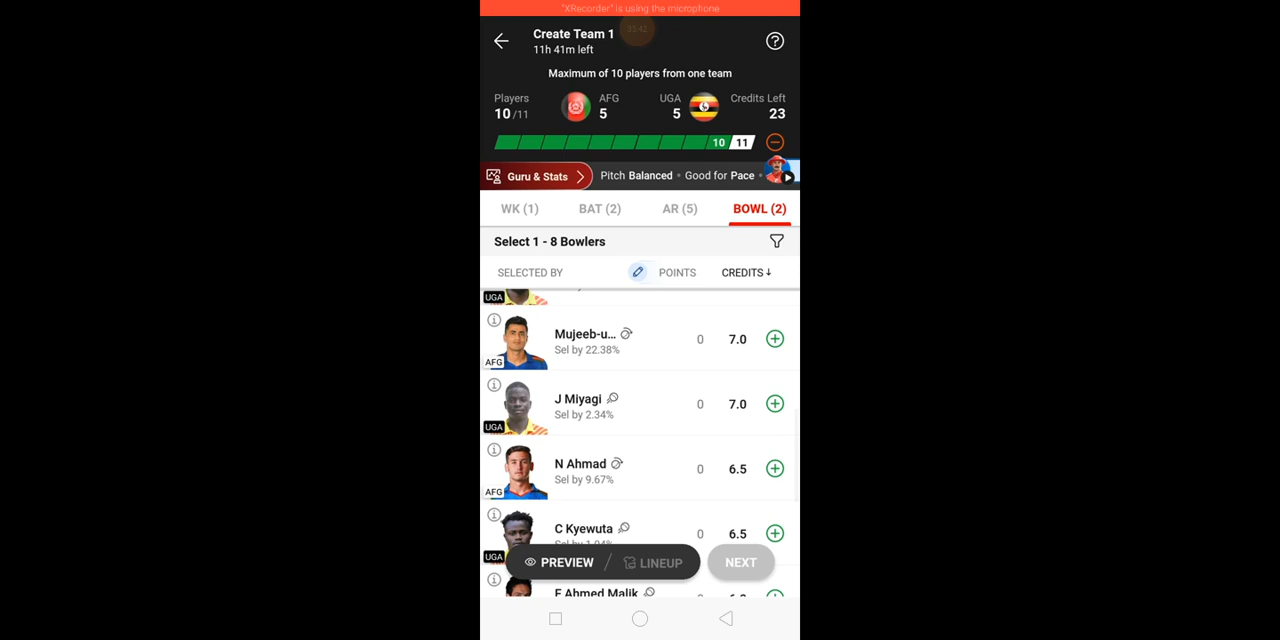 "XRecorder" is using the microphone
Create Team 1
11h 41m left
Maximum of 10 players from one team
Players
10/11
AFG
5
UGA
5
Credits Left
23
10 11
Guru & Stats
Pitch Balanced • Good for Pace •
WK (1)
BAT (2)
AR (5)
BOWL (2)
Select 1 - 8 Bowlers
SELECTED BY POINTS CREDITS↓
UGA
Mujeeb-u... 0 7.0
Sel by 22.38%
AFG
J Miyagi 0 7.0
Sel by 2.34%
UGA
N Ahmad 0 6.5
Sel by 9.67%
AFG
C Kyewuta 0 6.5
Sel by 1.94%
UGA
PREVIEW / LINEUP NEXT
F Ahmed Malik